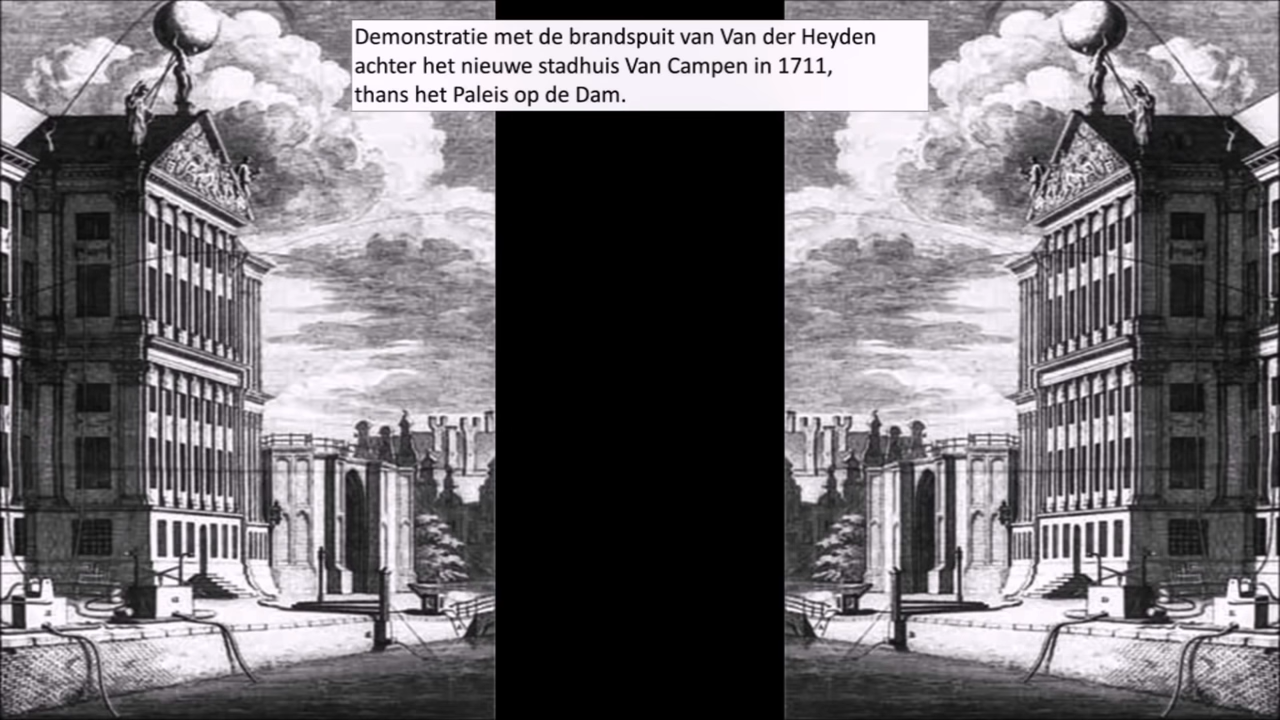 Demonstratie met de brandspuit van Van der Heyden
achter het nieuwe stadhuis Van Campen in 1711,
thans het Paleis op de Dam.